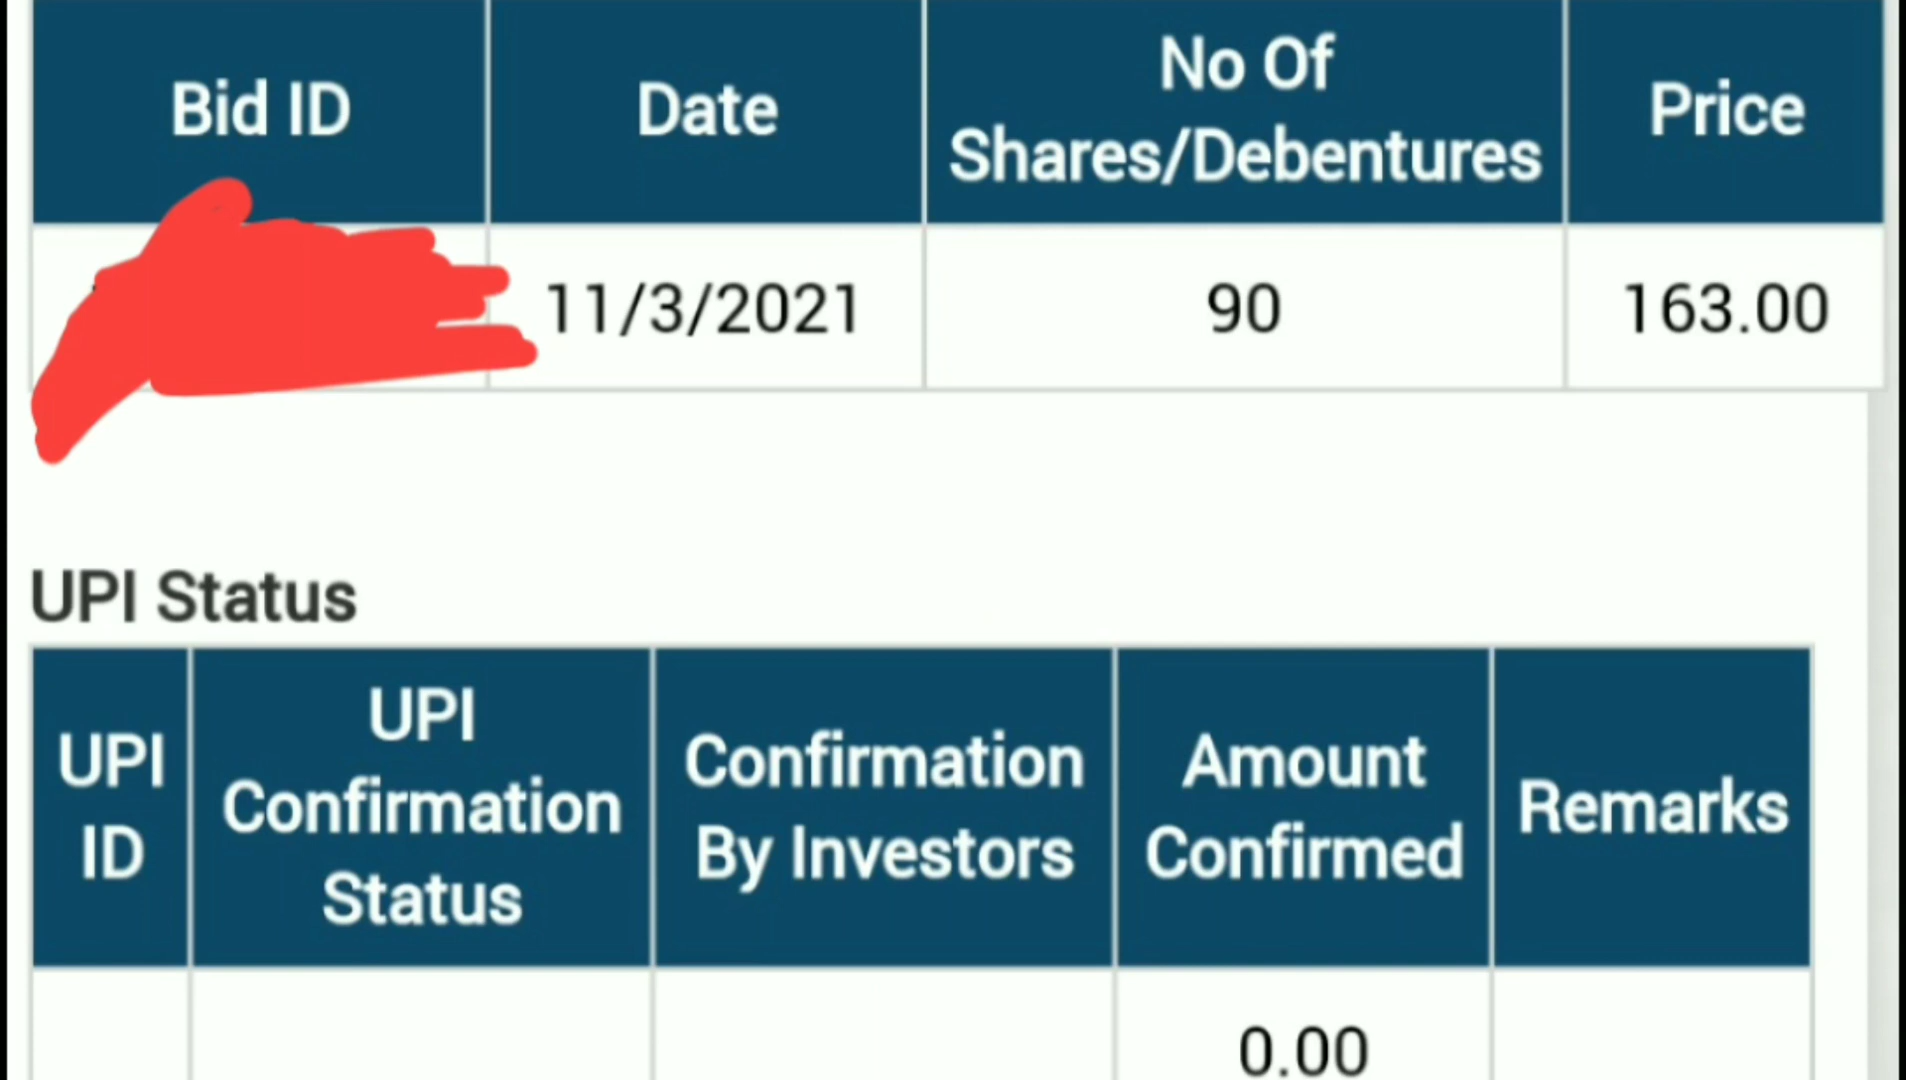 Bid ID
Date
No Of
Shares/Debentures
Price
11/3/2021
90
163.00
UPI Status
UPI
ID
UPI
Confirmation
Status
Confirmation
By Investors
Amount
Confirmed
Remarks
0.00